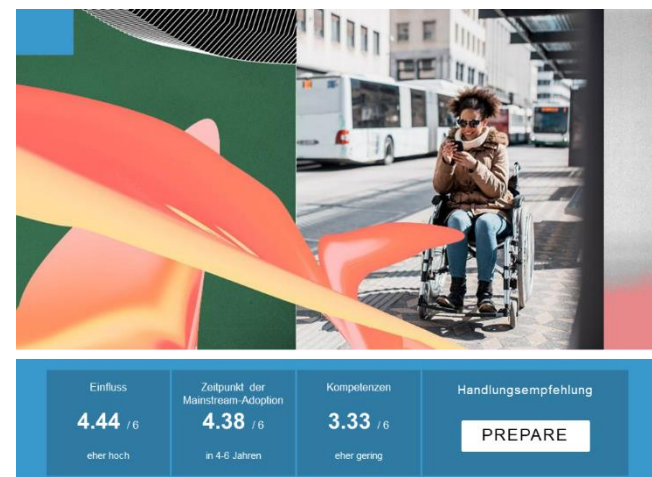 Einfluss
4.44 / 6
eher hoch
Zeitpunkt der
Mainstream-Adoption
4.38 / 6
in 4-6 Jahren
Kompetenzen
3.33 / 6
eher gering
Handlungsempfehlung
PREPARE